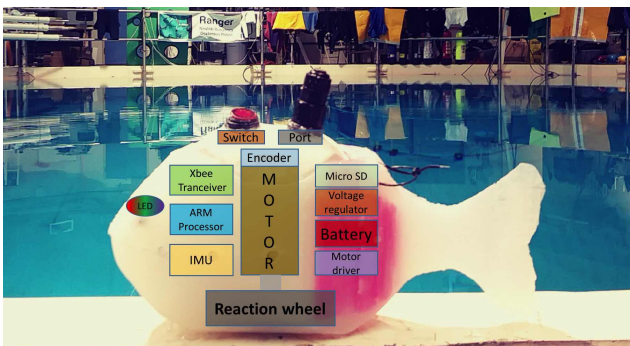 Ranger
Switch
Port
Encoder
Xbee
Tranceiver
Micro SD
M
O
T
O
R
Voltage
regulator
LED
ARM
Processor
Battery
IMU
Motor
driver
Reaction wheel